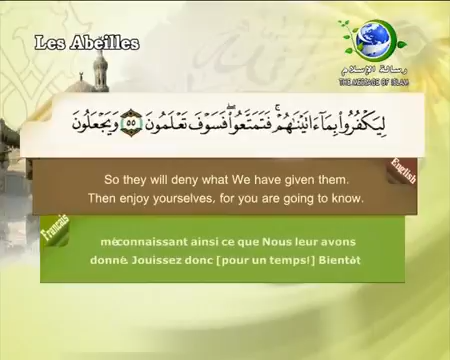 Les Abeilles
رسالة الإسلام
THE MESSAGE OF ISLAM
لِيَكْفُرُوا۟ بِمَآ ءَاتَيْنَٰهُمْ ۚ فَتَمَتَّعُوا۟ ۖ فَسَوْفَ تَعْلَمُونَ ٥٥ وَيَجْعَلُونَ
English
So they will deny what We have given them.
Then enjoy yourselves, for you are going to know.
Français
méconnaissant ainsi ce que Nous leur avons
donné. Jouissez donc [pour un temps!] Bientôt